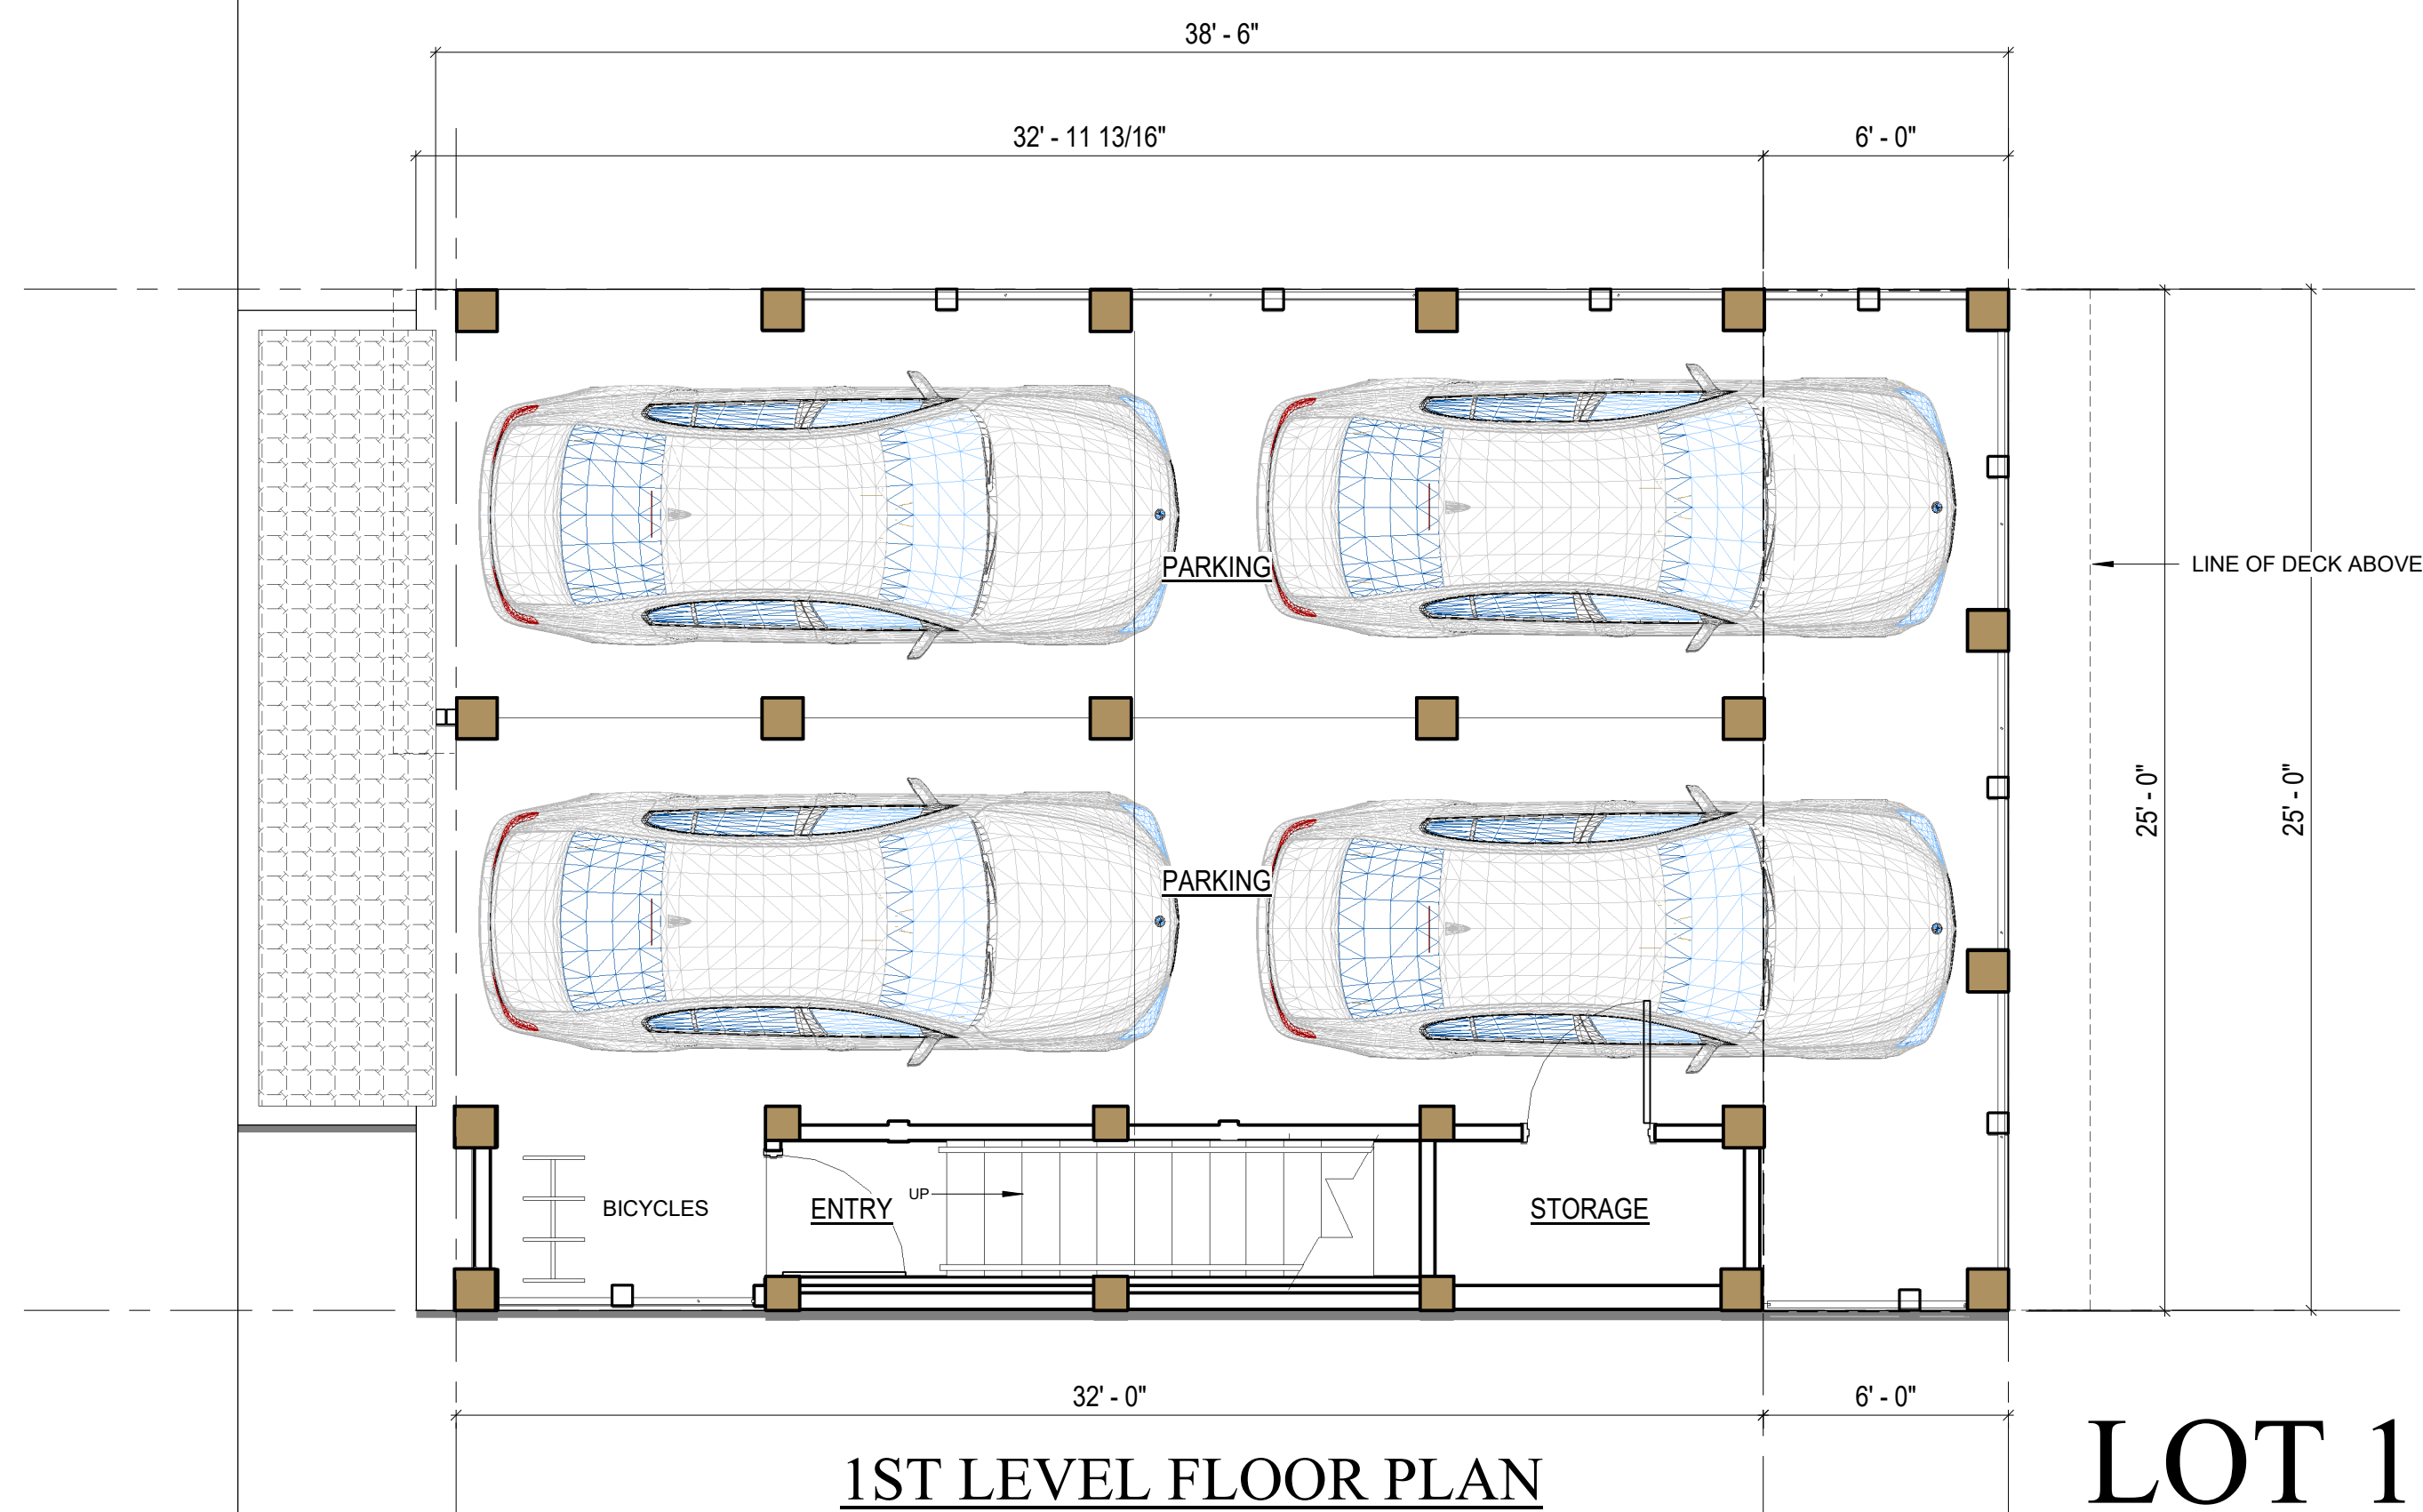 38' - 6"
32' - 11 13/16"
6' - 0"
PARKING
LINE OF DECK ABOVE
25' - 0"
25' - 0"
PARKING
BICYCLES
ENTRY
UP
STORAGE
32' - 0"
6' - 0"
1ST LEVEL FLOOR PLAN
LOT 1